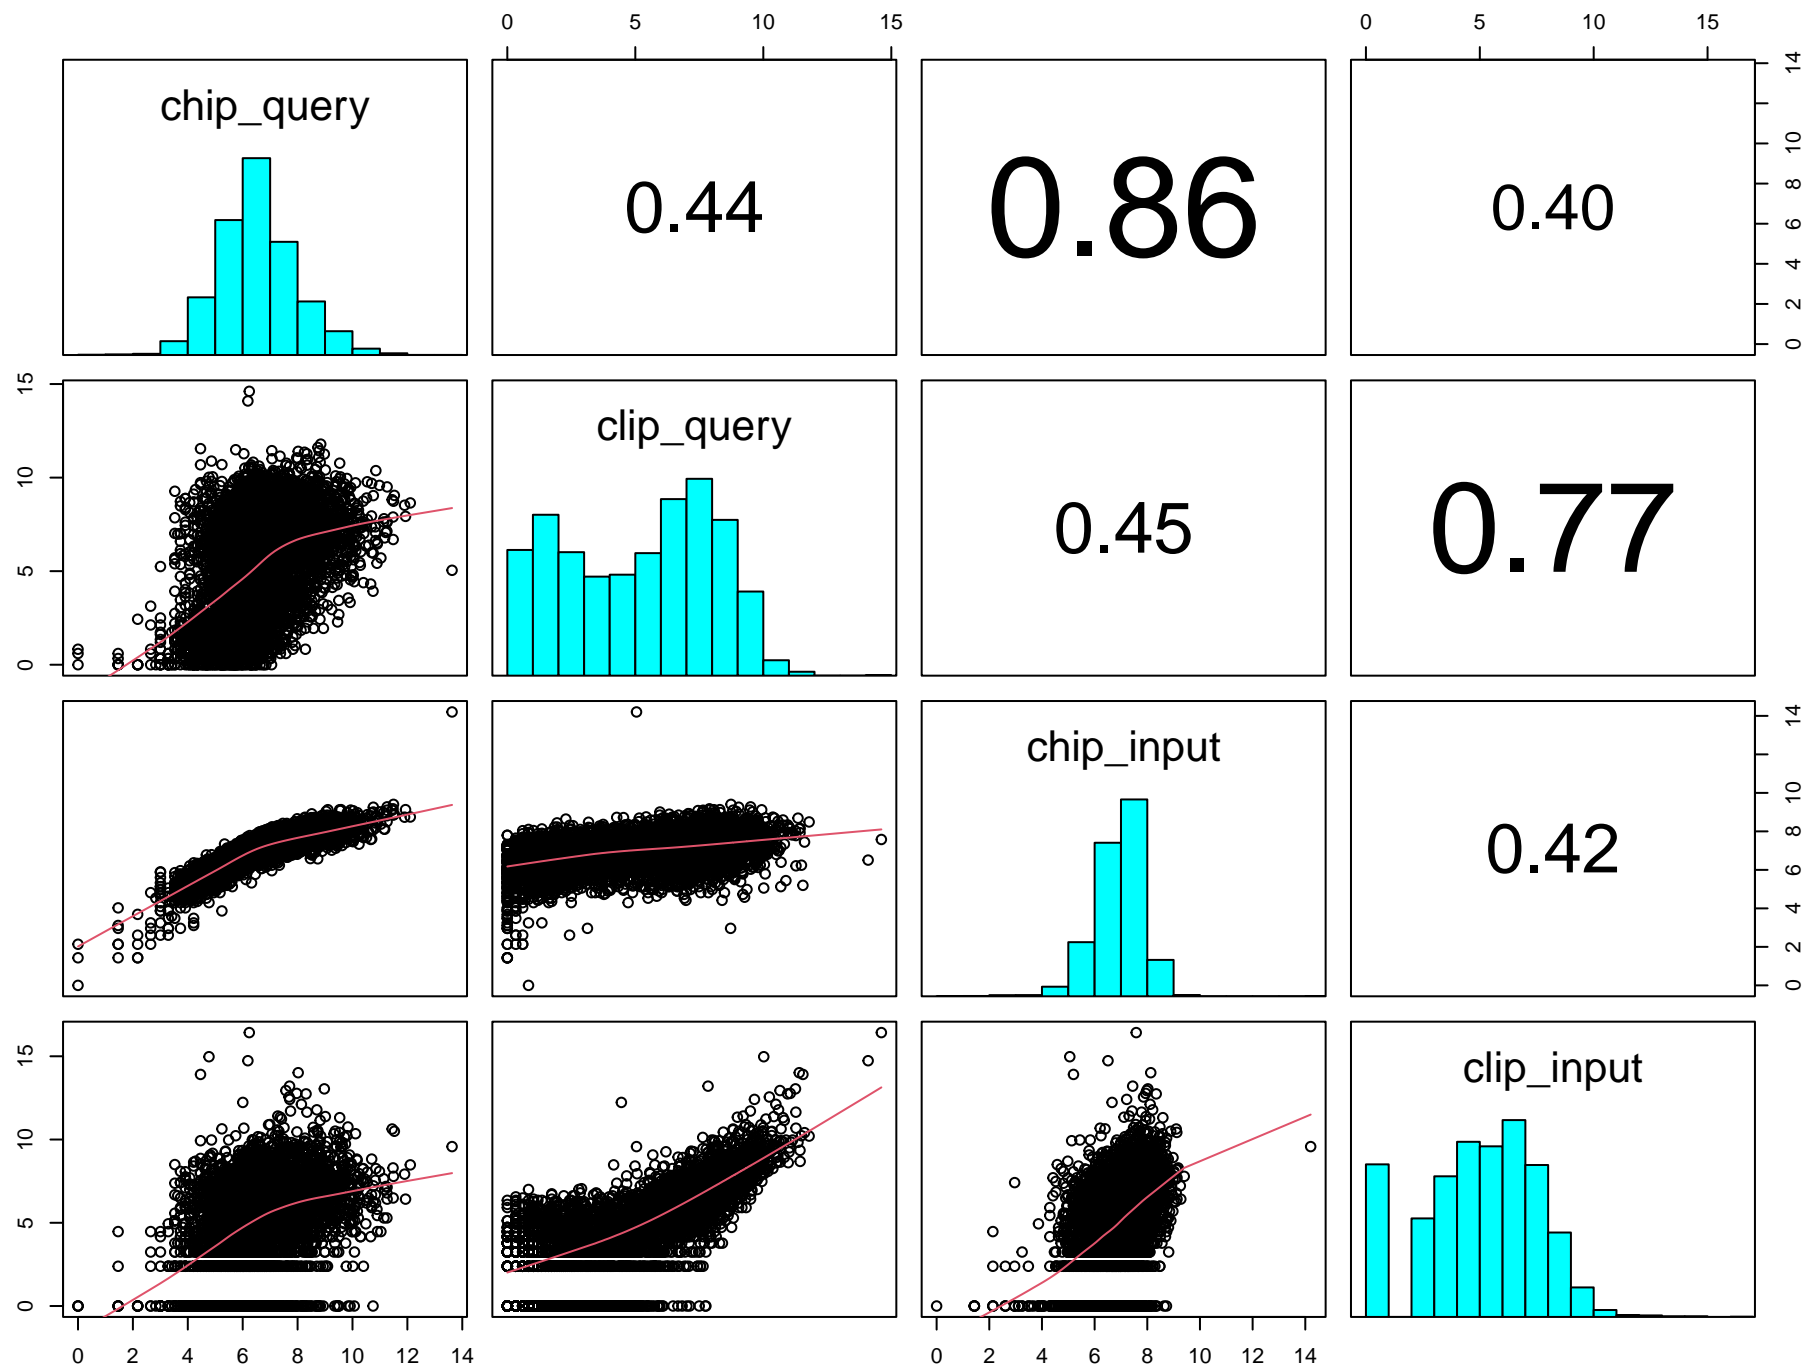 0 5 10 15 0 5 10 15
chip_query 0.44 0.86 0.40 0 2 4 6 8 10 14
0 5 10 15 clip_query 0.45 0.77
chip_input 0.42 0 2 4 6 8 10 14
0 5 10 15 clip_input
0 2 4 6 8 10 12 14 0 2 4 6 8 10 14